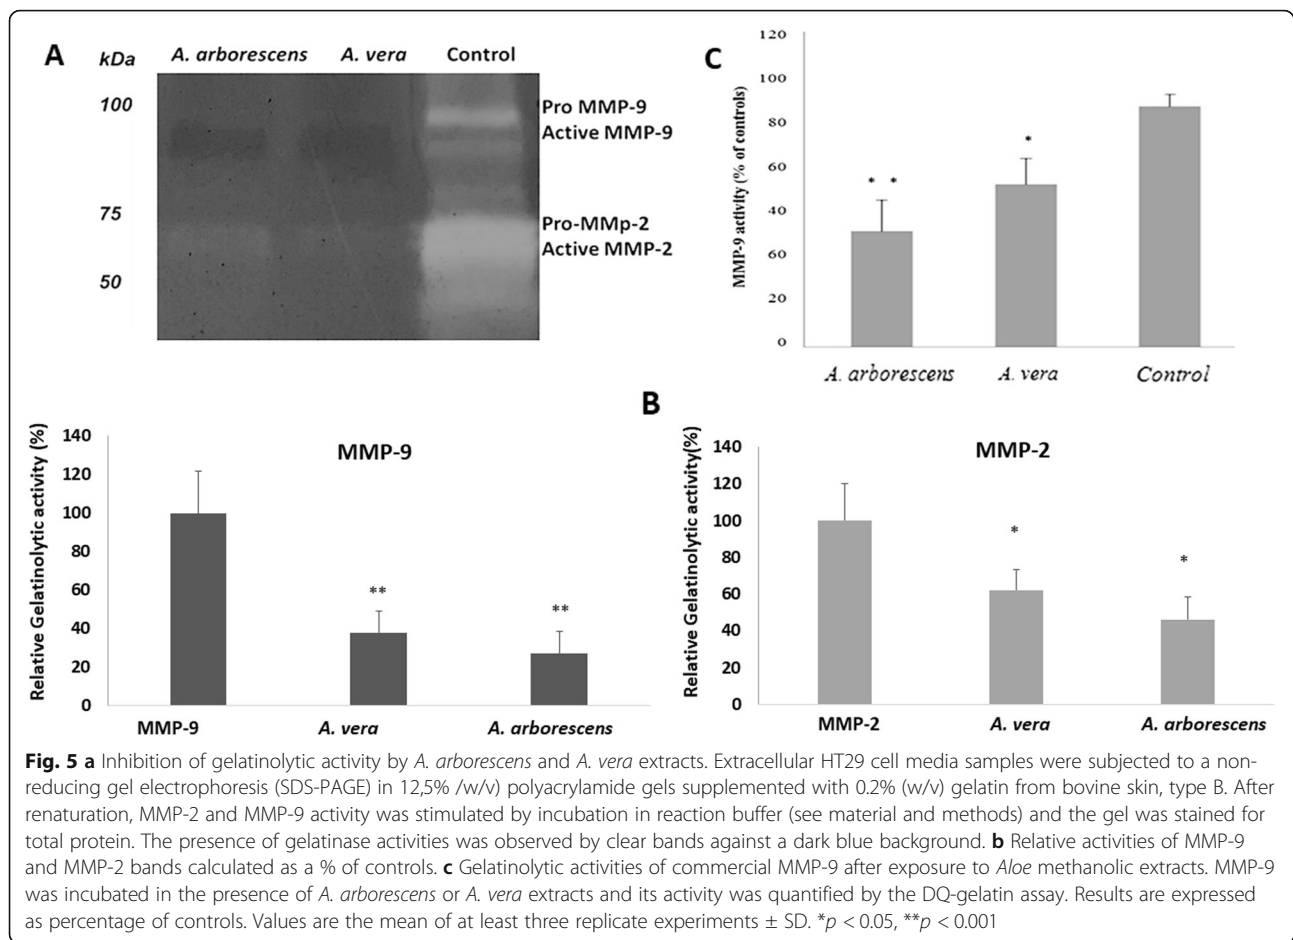 A
kDa
A. arborescens
A. vera
Control
100
75
50
Pro MMP-9
Active MMP-9
Pro-MMp-2
Active MMP-2
C
MMP-9 activity (% of controls)
120
100
80
60
40
60
20
0
* *
*
A. arborescens
A. vera
Control
B
Relative Gelatinolytic activity (%)
MMP-9
140
120
100
80
60
40
20
0
**
**
MMP-9
A. vera
A. arborescens
Relative Gelatinolytic activity(%)
MMP-2
140
120
100
80
60
40
20
0
*
*
MMP-2
A. vera
A. arborescens
Fig. 5 a Inhibition of gelatinolytic activity by A. arborescens and A. vera extracts. Extracellular HT29 cell media samples were subjected to a non-
reducing gel electrophoresis (SDS-PAGE) in 12,5% /w/v) polyacrylamide gels supplemented with 0.2% (w/v) gelatin from bovine skin, type B. After
renaturation, MMP-2 and MMP-9 activity was stimulated by incubation in reaction buffer (see material and methods) and the gel was stained for
total protein. The presence of gelatinase activities was observed by clear bands against a dark blue background. b Relative activities of MMP-9
and MMP-2 bands calculated as a % of controls. c Gelatinolytic activities of commercial MMP-9 after exposure to Aloe methanolic extracts. MMP-9
was incubated in the presence of A. arborescens or A. vera extracts and its activity was quantified by the DQ-gelatin assay. Results are expressed
as percentage of controls. Values are the mean of at least three replicate experiments ± SD. *p < 0.05, **p < 0.001